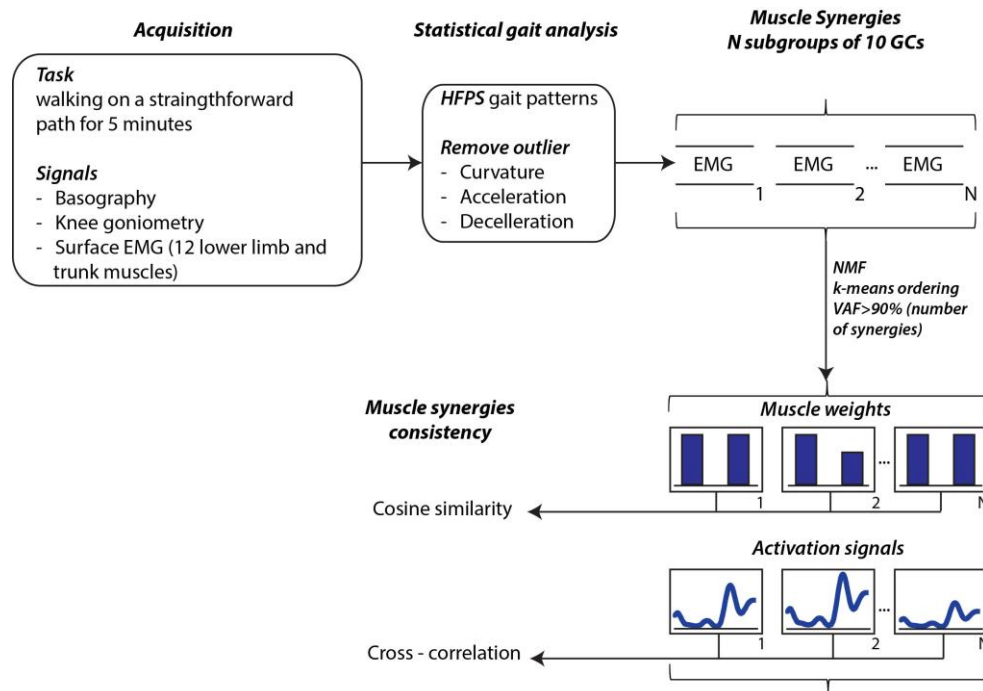 Acquisition
Task
walking on a straingthforward
path for 5 minutes
Signals
- Basography
- Knee goniometry
- Surface EMG (12 lower limb and
trunk muscles)
Statistical gait analysis
HFPS gait patterns
Remove outlier
- Curvature
- Acceleration
- Decelleration
Muscle Synergies
N subgroups of 10 GCs
EMG 1 EMG 2 ... EMG N
NMF
k-means ordering
VAF>90% (number
of synergies)
Muscle synergies
consistency
Muscle weights
1 2 ... N
Cosine similarity
Activation signals
1 2 ... N
Cross - correlation